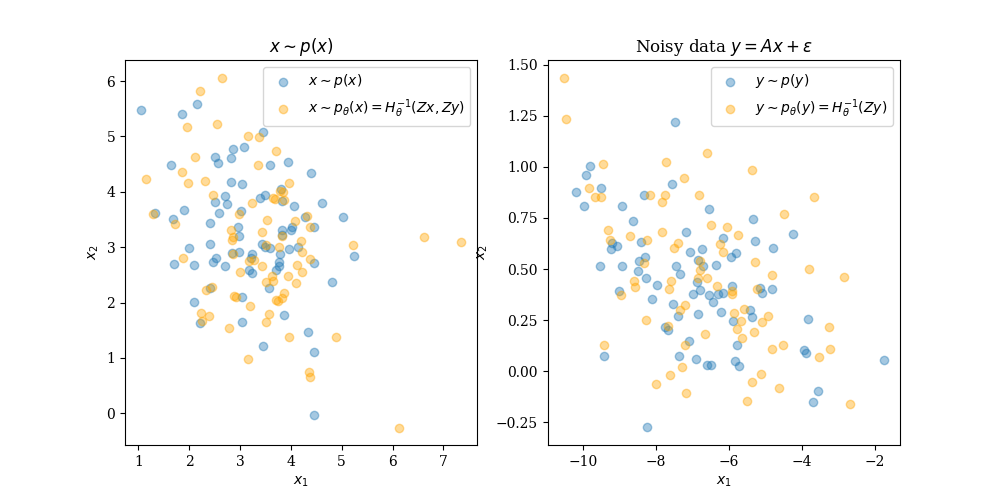 x ∼ p(x)
Noisy data y = Ax + ε
x ∼ p(x)
x ∼ p_θ(x) = H_θ^{-1}(Zx, Zy)
y ∼ p(y)
y ∼ p_θ(y) = H_θ^{-1}(Zy)
6
5
4
3
2
1
0
x_2
1 2 3 4 5 6 7
x_1
1.50
1.25
1.00
0.75
0.50
0.25
0.00
−0.25
x_2
−10 −8 −6 −4 −2
x_1